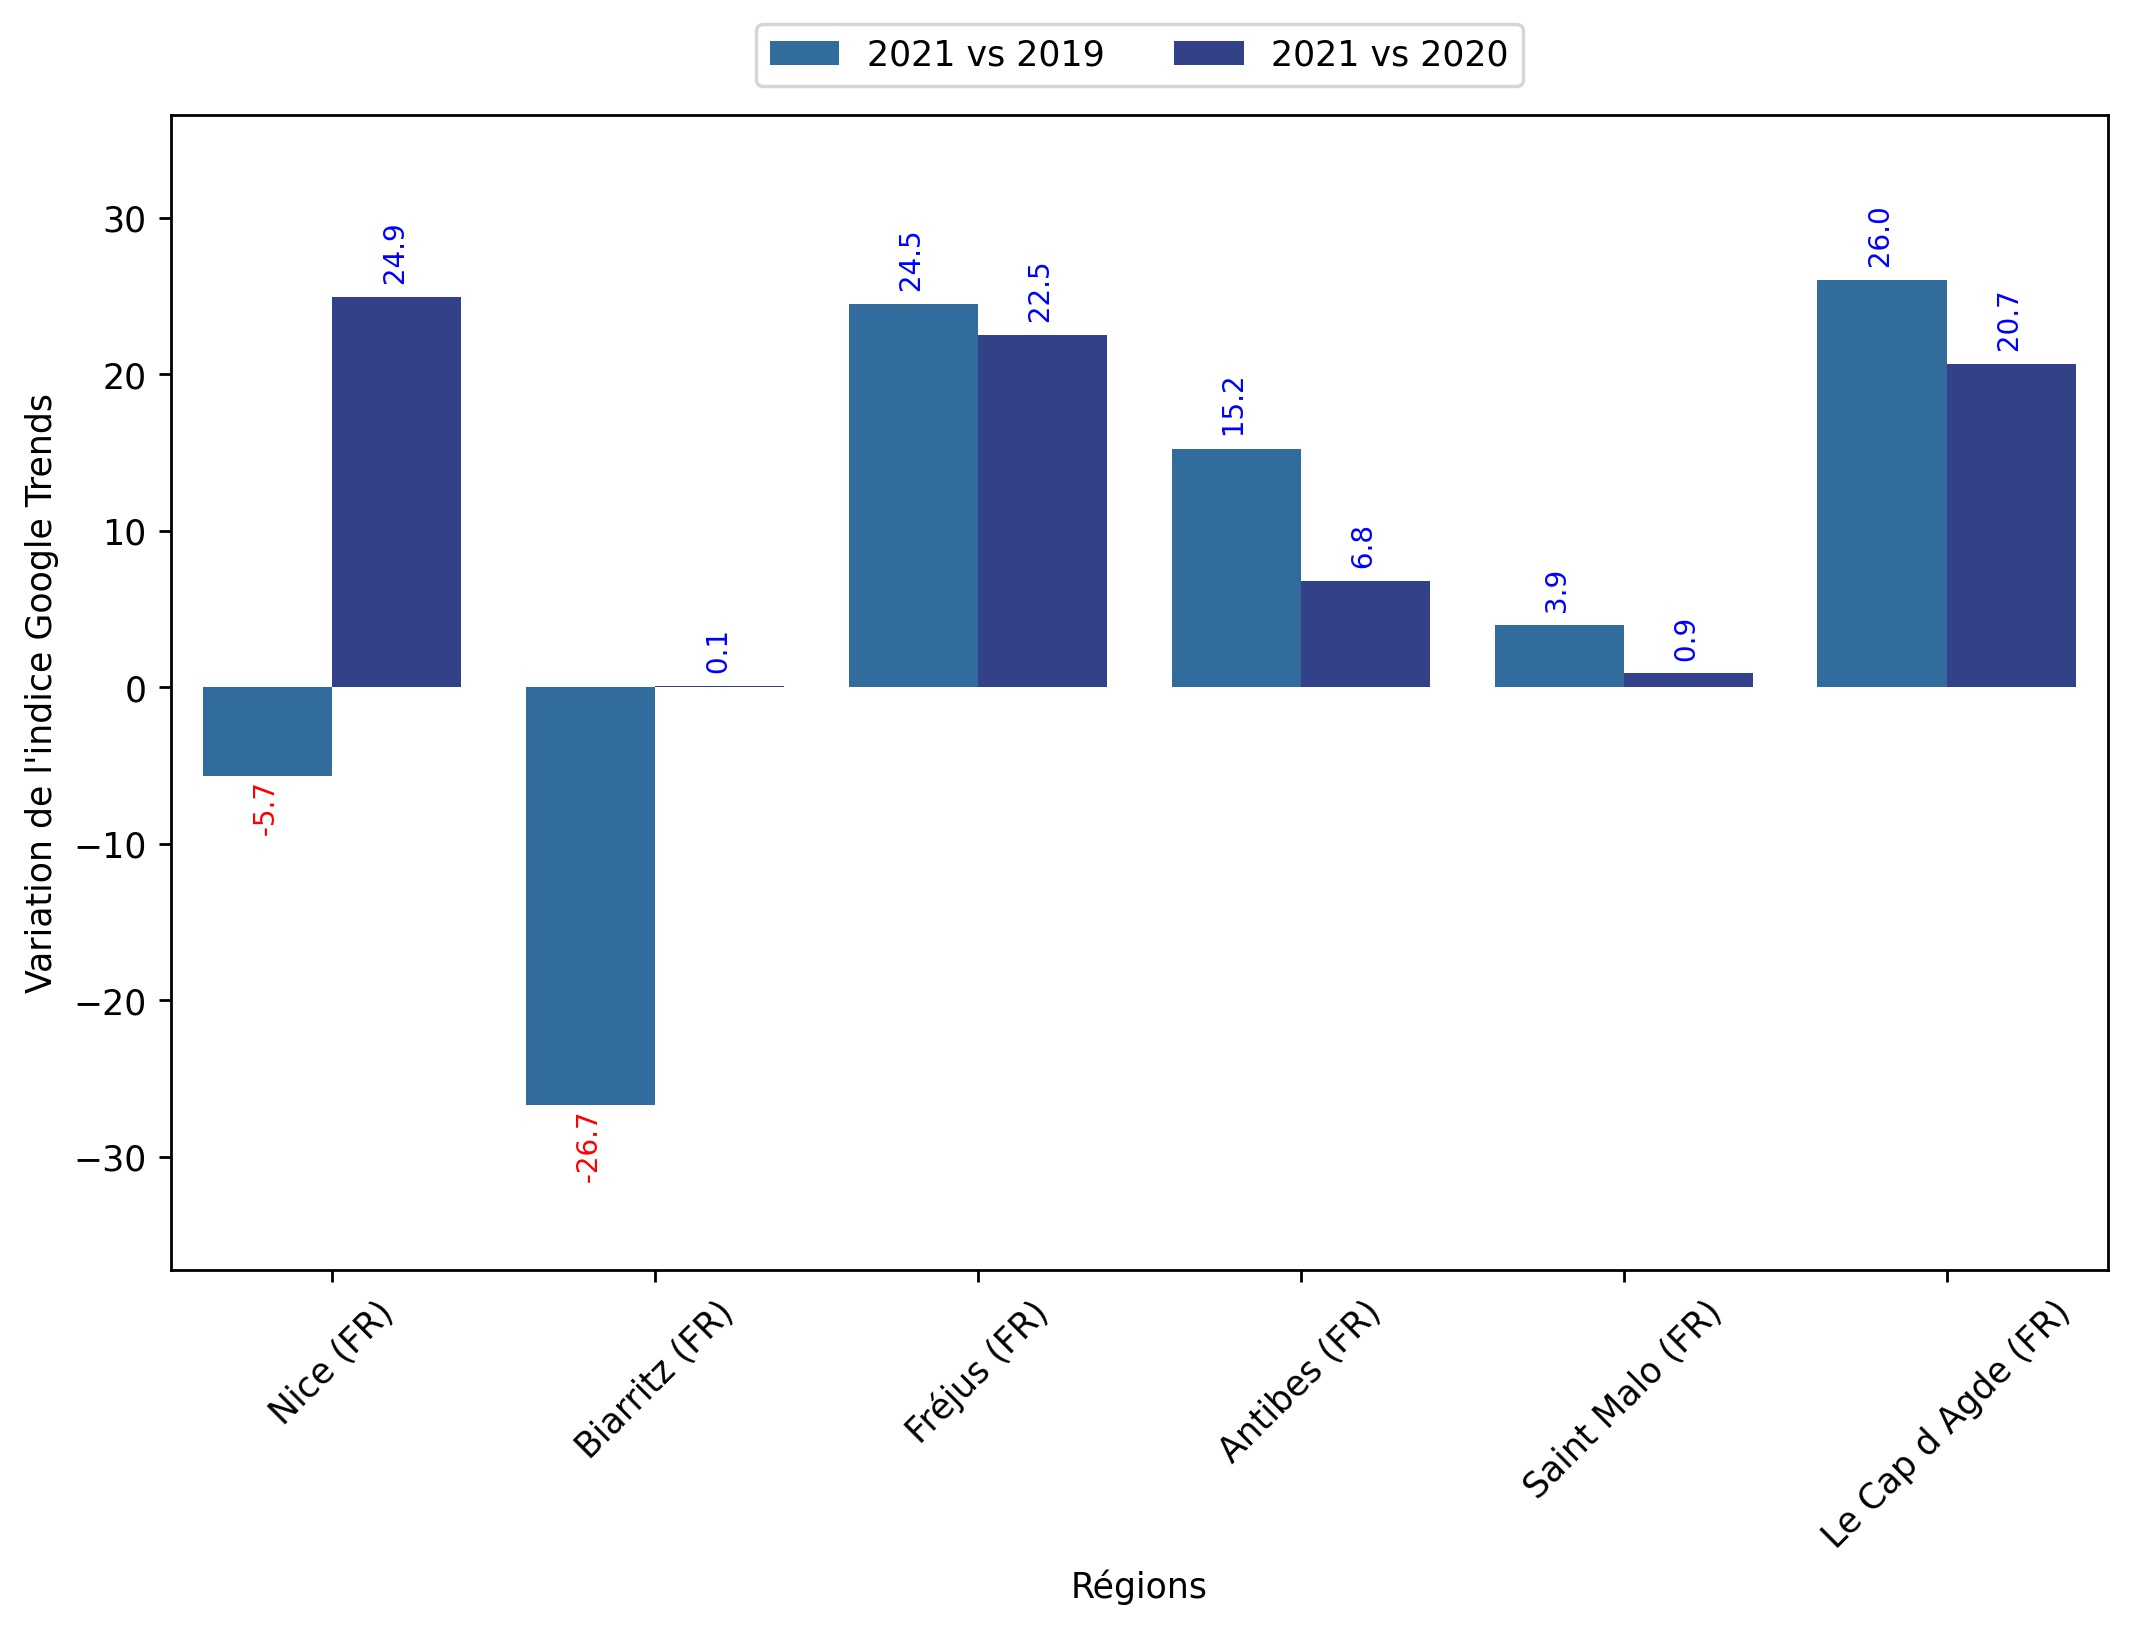 2021 vs 2019
2021 vs 2020
Variation de l'indice Google Trends
30
20
10
0
−10
−20
−30
-5.7
24.9
-26.7
0.1
24.5
22.5
15.2
6.8
3.9
0.9
26.0
20.7
Nice (FR)
Biarritz (FR)
Fréjus (FR)
Antibes (FR)
Saint Malo (FR)
Le Cap d Agde (FR)
Régions